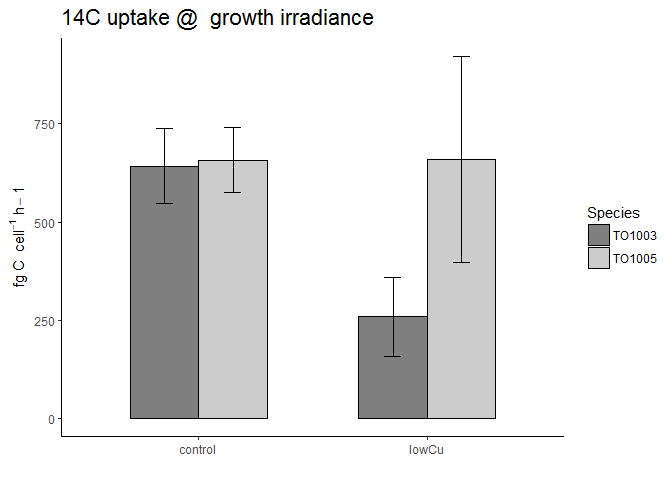 14C uptake @  growth irradiance
fg C  cell⁻¹ h − 1
750
500
250
0
control
lowCu
Species
TO1003
TO1005